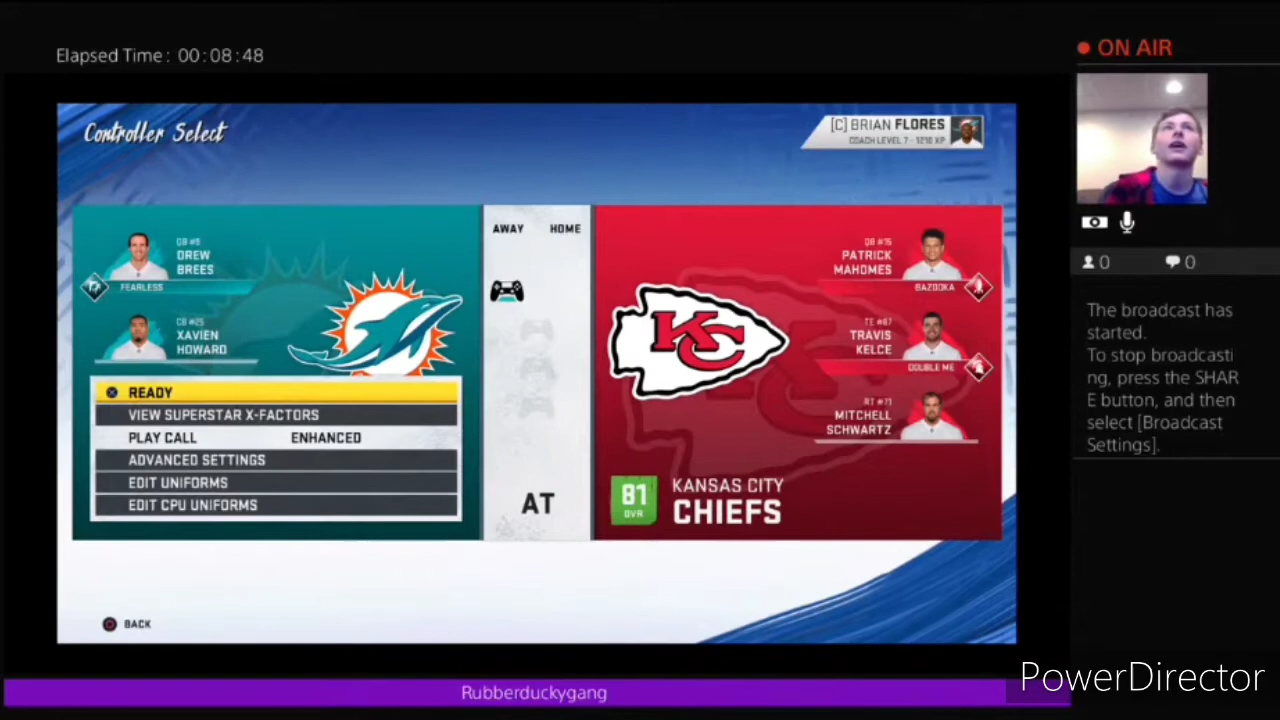 Elapsed Time: 00:08:48
ON AIR
Controller Select
[C] BRIAN FLORES
COACH LEVEL 7 - 1210 XP
QB #9
DREW
BREES
FEARLESS
CB #25
XAVIEN
HOWARD
READY
VIEW SUPERSTAR X-FACTORS
PLAY CALL ENHANCED
ADVANCED SETTINGS
EDIT UNIFORMS
EDIT CPU UNIFORMS
AWAY HOME
AT
QB #15
PATRICK
MAHOMES
BAZOOKA
TE #87
TRAVIS
KELCE
DOUBLE ME
RT #71
MITCHELL
SCHWARTZ
KC
81
OVR
KANSAS CITY
CHIEFS
BACK
0 0
The broadcast has
started.
To stop broadcasti
ng, press the SHAR
E button, and then
select [Broadcast
Settings].
Rubberduckygang
PowerDirector